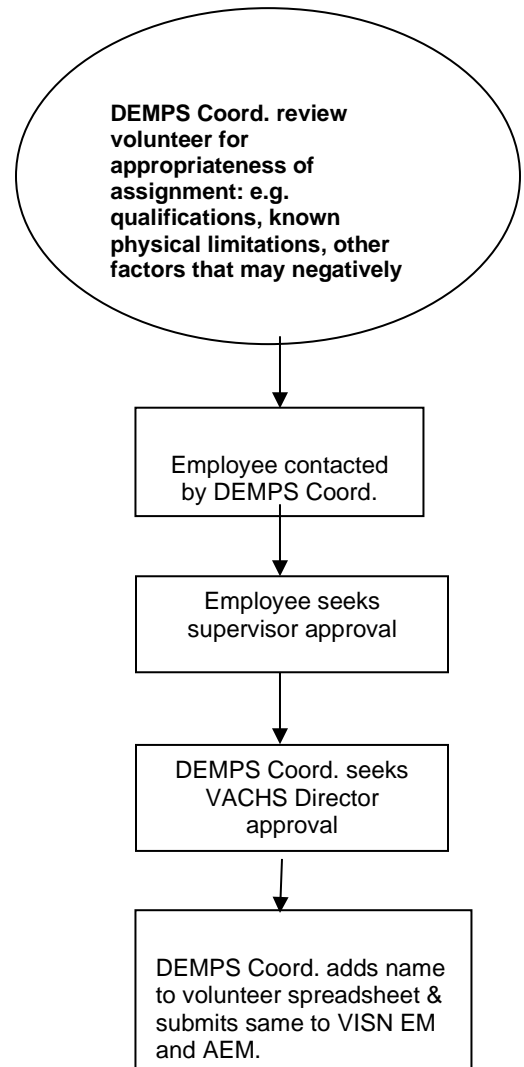 DEMPS Coord. review
volunteer for
appropriateness of
assignment: e.g.
qualifications, known
physical limitations, other
factors that may negatively
Employee contacted
by DEMPS Coord.
Employee seeks
supervisor approval
DEMPS Coord. seeks
VACHS Director
approval
DEMPS Coord. adds name
to volunteer spreadsheet &
submits same to VISN EM
and AEM.